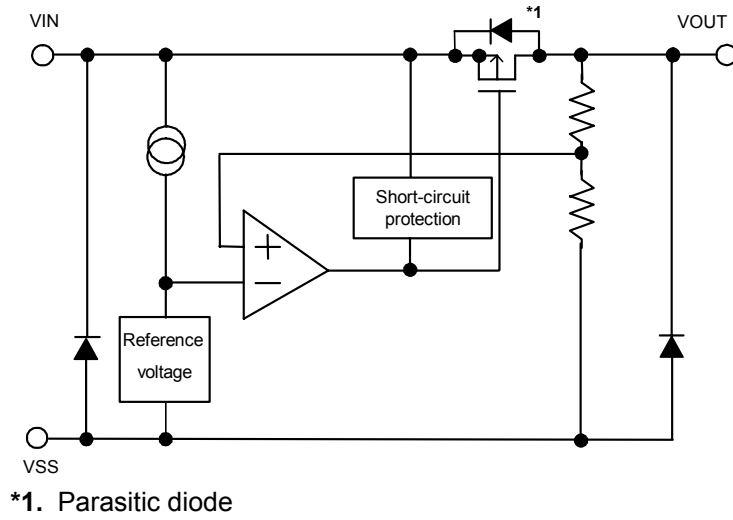 VIN
*1
VOUT
Short-circuit
protection
+
−
Reference
voltage
VSS
*1. Parasitic diode